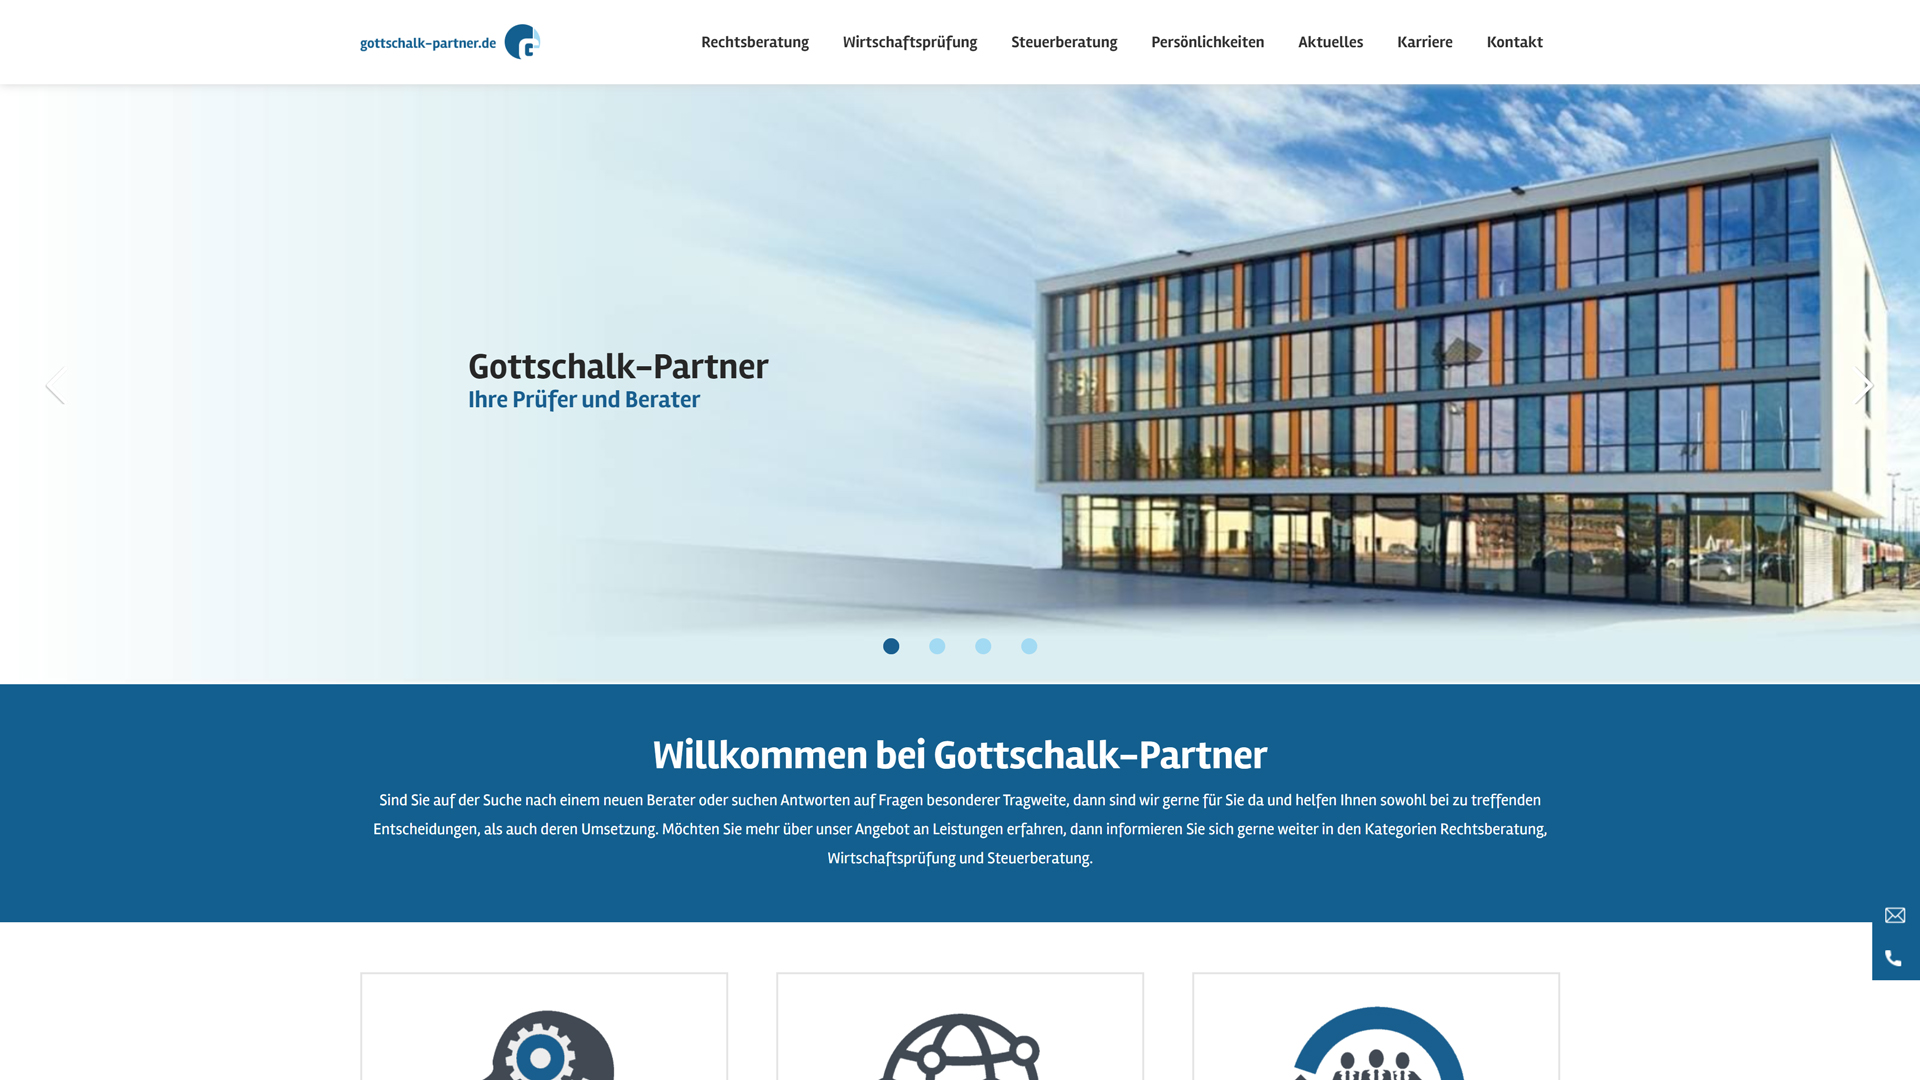 gottschalk-partner.de
Rechtsberatung
Wirtschaftsprüfung
Steuerberatung
Persönlichkeiten
Aktuelles
Karriere
Kontakt
Gottschalk-Partner
Ihre Prüfer und Berater
Willkommen bei Gottschalk-Partner
Sind Sie auf der Suche nach einem neuen Berater oder suchen Antworten auf Fragen besonderer Tragweite, dann sind wir gerne für Sie da und helfen Ihnen sowohl bei zu treffenden
Entscheidungen, als auch deren Umsetzung. Möchten Sie mehr über unser Angebot an Leistungen erfahren, dann informieren Sie sich gerne weiter in den Kategorien Rechtsberatung,
Wirtschaftsprüfung und Steuerberatung.